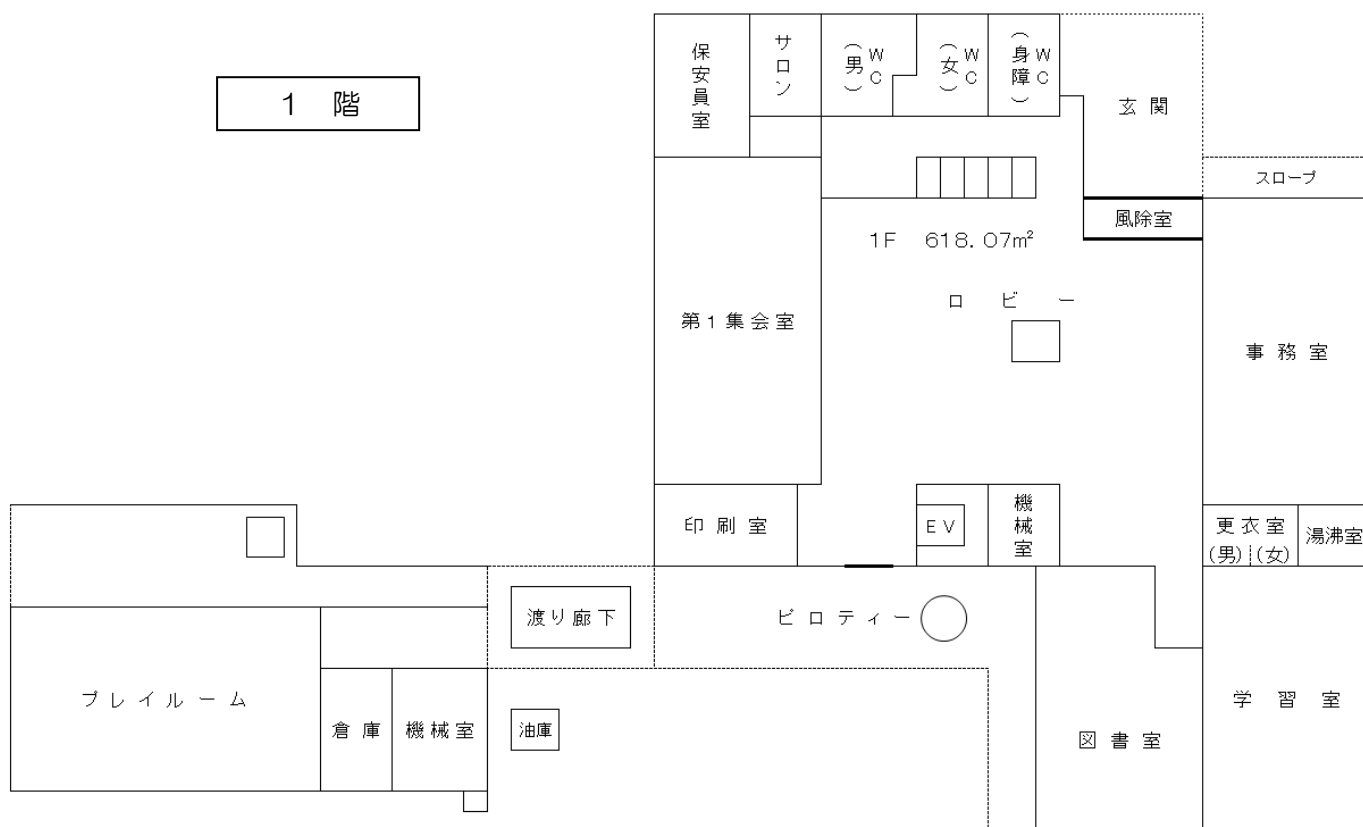 1 階
保安員室
サロン
WC
(男)
WC
(女)
WC
(身障)
玄関
スロープ
風除室
1F 618.07㎡
ロビー
第1集会室
事務室
印刷室
EV
機械室
更衣室
(男) (女)
湯沸室
渡り廊下
ピロティー
プレイルーム
倉庫
機械室
油庫
図書室
学習室